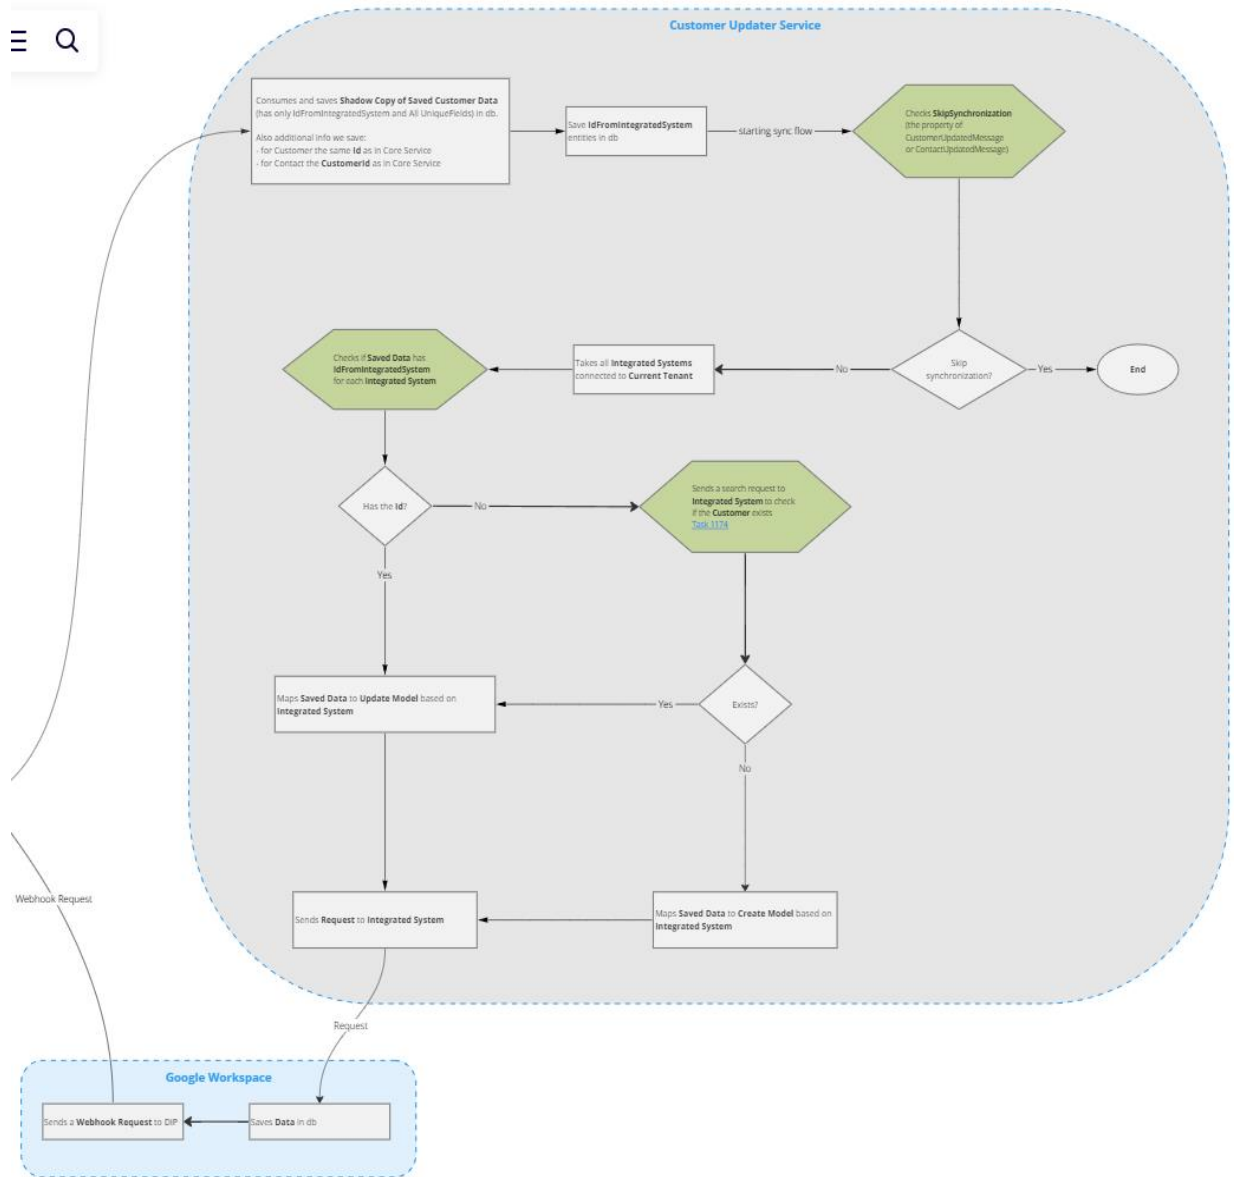 Customer Updater Service
Consumes and saves Shadow Copy of Saved Customer Data
(has only IdFromIntegratedSystem and All UniqueFields) in db.
Also additional info we save:
- for Customer the same Id as in Core Service
- for Contact the CustomerId as in Core Service
Save IdFromIntegratedSystem
entities in db
starting sync flow
Checks SkipSynchronization
(the property of
CustomerUpdatedMessage
or ContactUpdatedMessage)
Checks if Saved Data has
IdFromIntegratedSystem
for each Integrated System
Takes all Integrated Systems
connected to Current Tenant
No
Skip
synchronization?
Yes
End
Has the Id?
No
Sends a search request to
Integrated System to check
if the Customer exists
Task 1174
Yes
Maps Saved Data to Update Model based on
Integrated System
Yes
Exists?
No
Webhook Request
Sends Request to Integrated System
Maps Saved Data to Create Model based on
Integrated System
Request
Google Workspace
Sends a Webhook Request to DIP
Saves Data in db